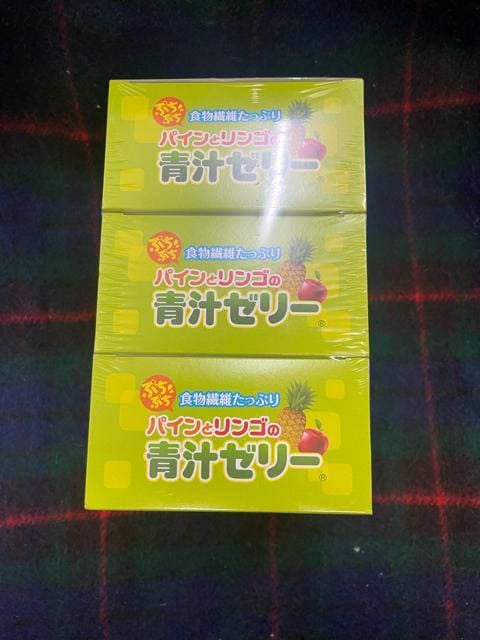 ぷちぷち
食物繊維たっぷり
パインとリンゴの
青汁ゼリー
ぷちぷち
食物繊維たっぷり
パインとリンゴの
青汁ゼリー®
ぷちぷち
食物繊維たっぷり
パインとリンゴの
青汁ゼリー®